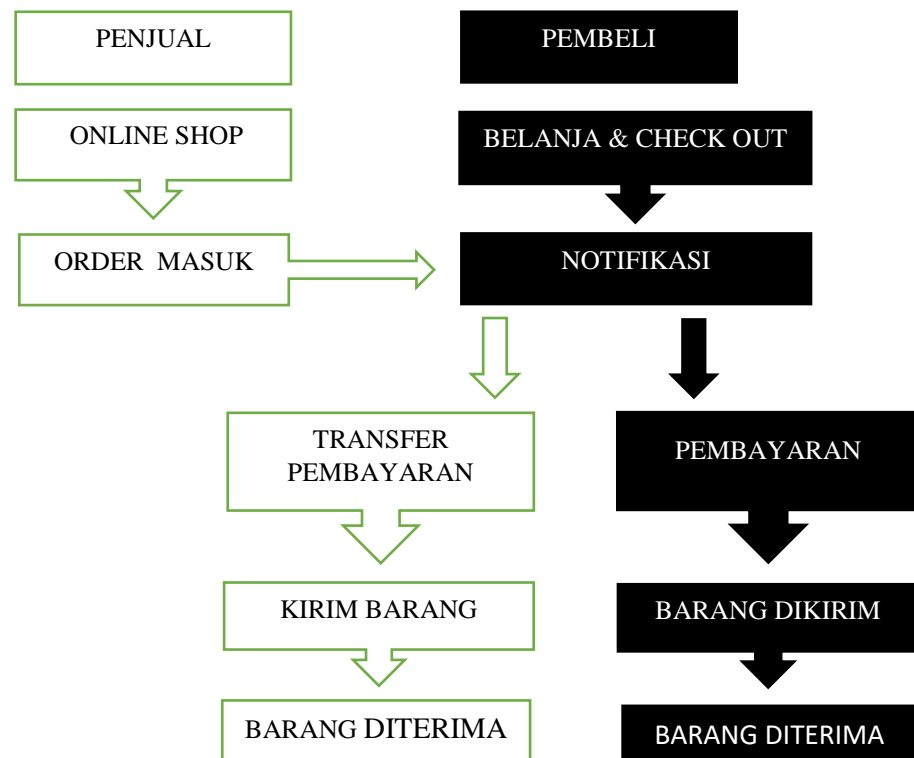 PENJUAL
PEMBELI
ONLINE SHOP
BELANJA & CHECK OUT
ORDER MASUK
NOTIFIKASI
TRANSFER
PEMBAYARAN
PEMBAYARAN
KIRIM BARANG
BARANG DIKIRIM
BARANG DITERIMA
BARANG DITERIMA